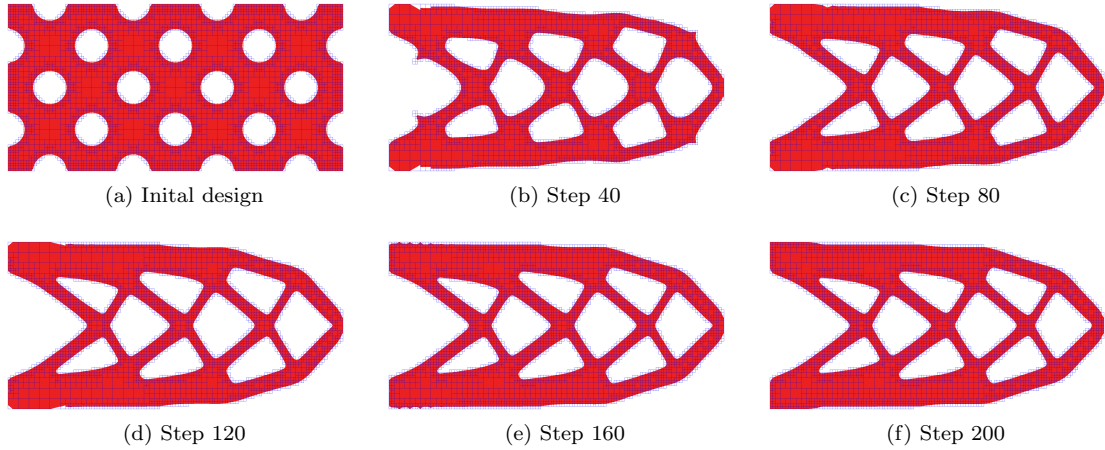 (a) Inital design
(b) Step 40
(c) Step 80
(d) Step 120
(e) Step 160
(f) Step 200